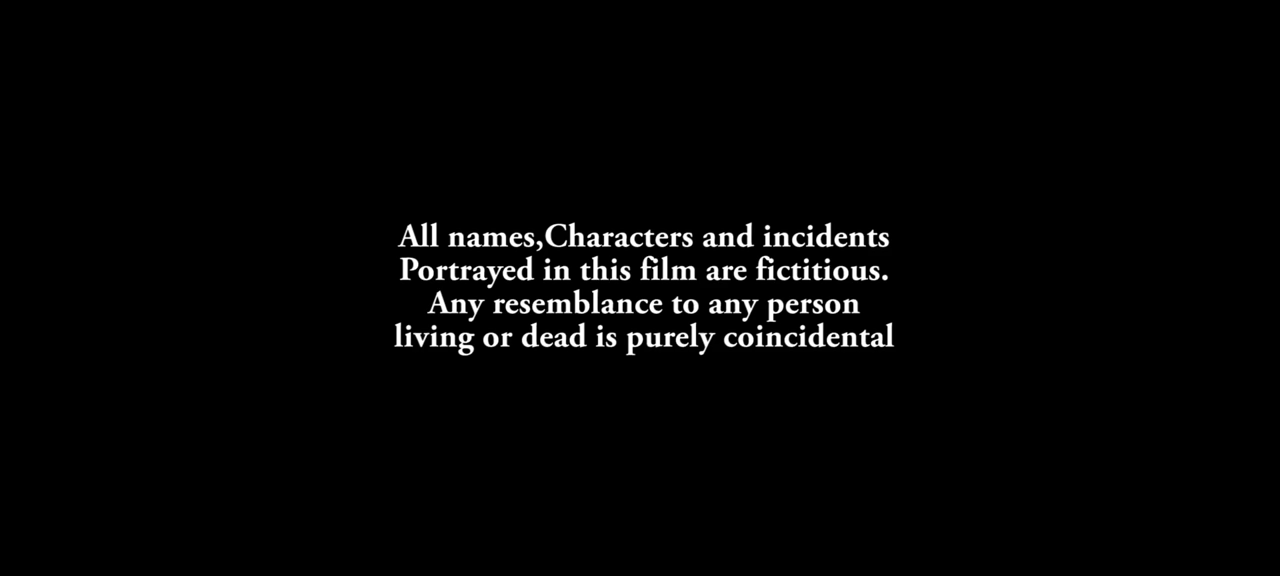 All names,Characters and incidents
Portrayed in this film are fictitious.
Any resemblance to any person
living or dead is purely coincidental